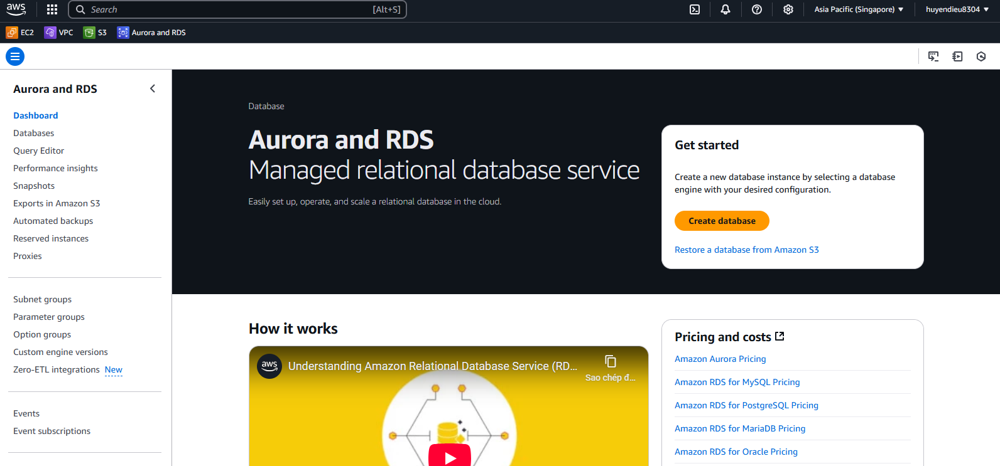 aws
Search [Alt+S]
Asia Pacific (Singapore)
huyendieu8304
EC2
VPC
S3
Aurora and RDS
Aurora and RDS
Dashboard
Databases
Query Editor
Performance insights
Snapshots
Exports in Amazon S3
Automated backups
Reserved instances
Proxies
Subnet groups
Parameter groups
Option groups
Custom engine versions
Zero-ETL integrations New
Events
Event subscriptions
Database
Aurora and RDS
Managed relational database service
Easily set up, operate, and scale a relational database in the cloud.
Get started
Create a new database instance by selecting a database
engine with your desired configuration.
Create database
Restore a database from Amazon S3
How it works
aws
Understanding Amazon Relational Database Service (RD...
Sao chép đ...
Pricing and costs
Amazon Aurora Pricing
Amazon RDS for MySQL Pricing
Amazon RDS for PostgreSQL Pricing
Amazon RDS for MariaDB Pricing
Amazon RDS for Oracle Pricing